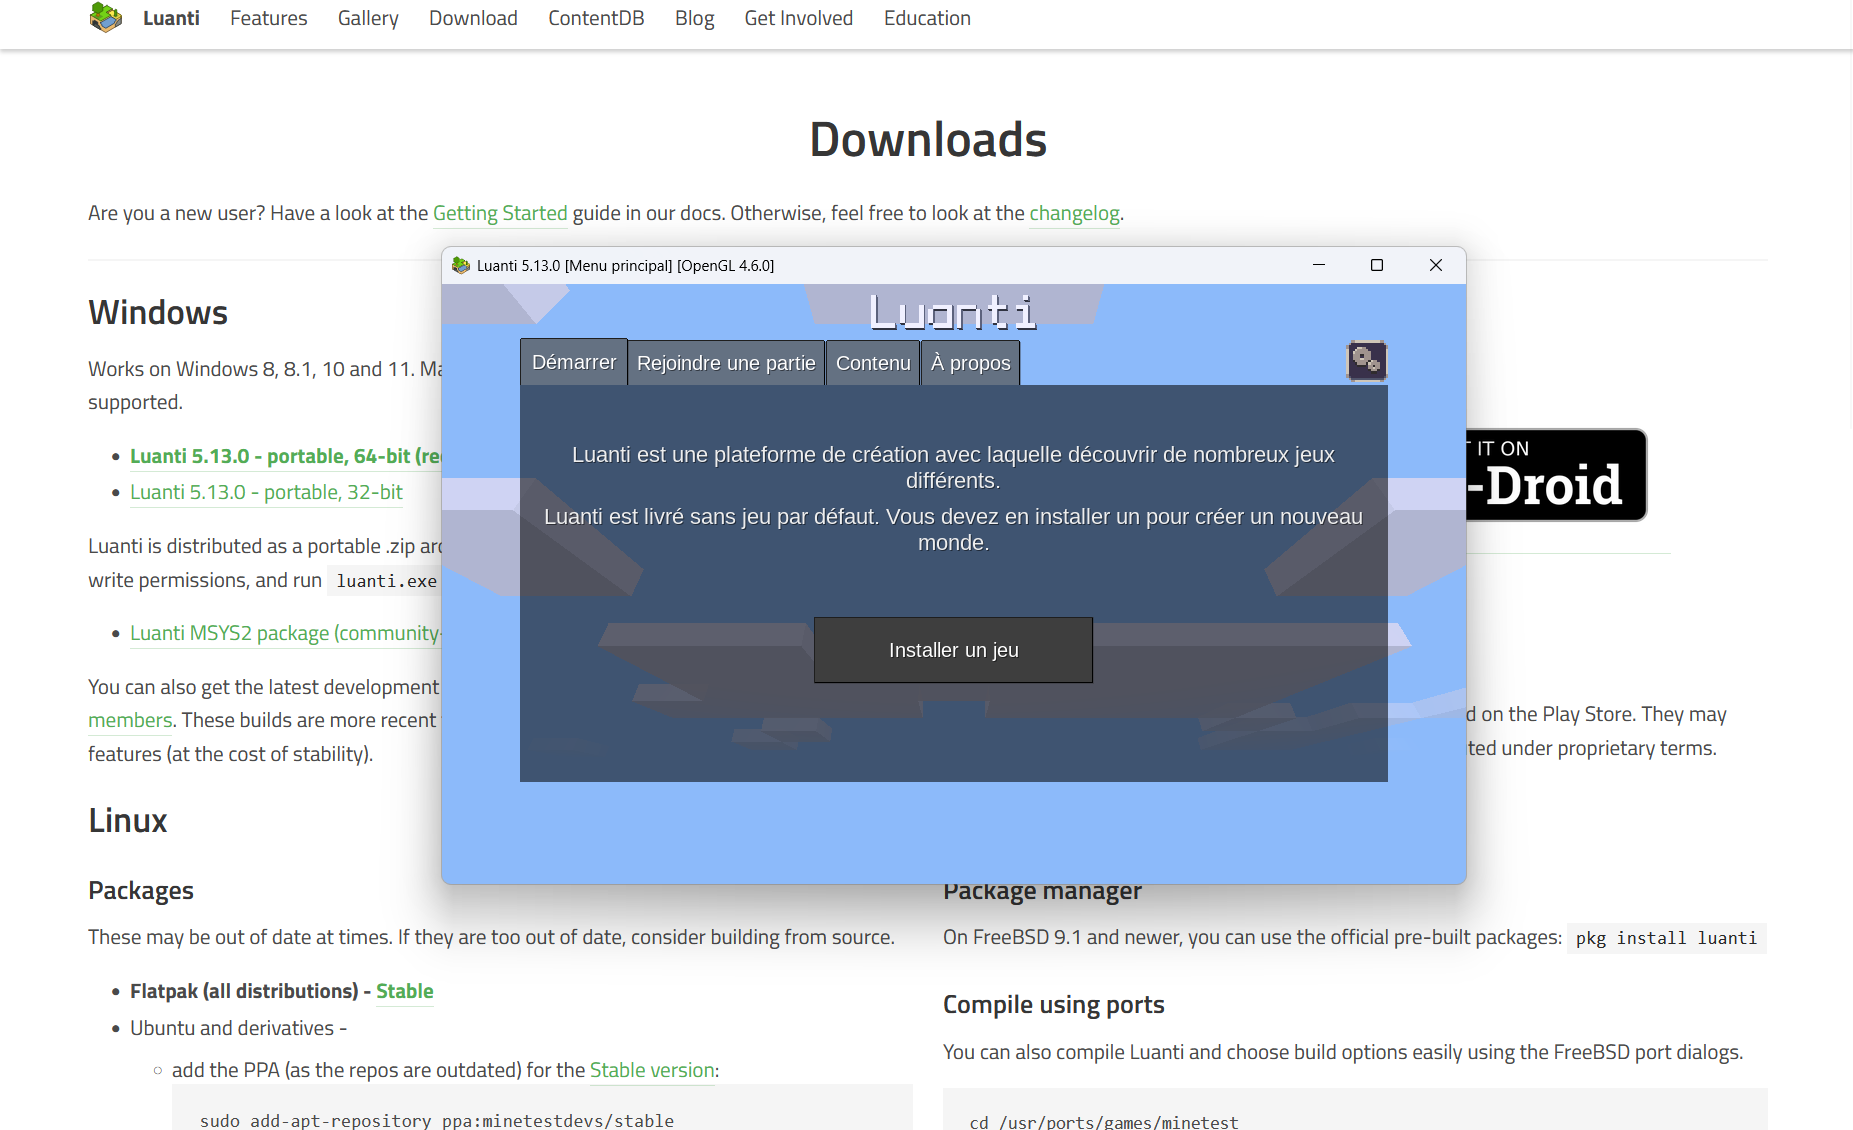 Luanti Features Gallery Download ContentDB Blog Get Involved Education
Downloads
Are you a new user? Have a look at the Getting Started guide in our docs. Otherwise, feel free to look at the changelog.
Windows
Works on Windows 8, 8.1, 10 and 11. Ma
supported.
Luanti 5.13.0 - portable, 64-bit (re
Luanti 5.13.0 - portable, 32-bit
Luanti is distributed as a portable .zip arc
write permissions, and run luanti.exe
Luanti MSYS2 package (community-
You can also get the latest development
members. These builds are more recent
features (at the cost of stability).
Luanti 5.13.0 [Menu principal] [OpenGL 4.6.0]
Luanti
Démarrer Rejoindre une partie Contenu À propos
Luanti est une plateforme de création avec laquelle découvrir de nombreux jeux
différents.
Luanti est livré sans jeu par défaut. Vous devez en installer un pour créer un nouveau
monde.
Installer un jeu
IT ON
-Droid
d on the Play Store. They may
ted under proprietary terms.
Linux
Packages
These may be out of date at times. If they are too out of date, consider building from source.
Flatpak (all distributions) - Stable
Ubuntu and derivatives -
add the PPA (as the repos are outdated) for the Stable version:
sudo add-apt-repository ppa:minetestdevs/stable
Package manager
On FreeBSD 9.1 and newer, you can use the official pre-built packages: pkg install luanti
Compile using ports
You can also compile Luanti and choose build options easily using the FreeBSD port dialogs.
cd /usr/ports/games/minetest